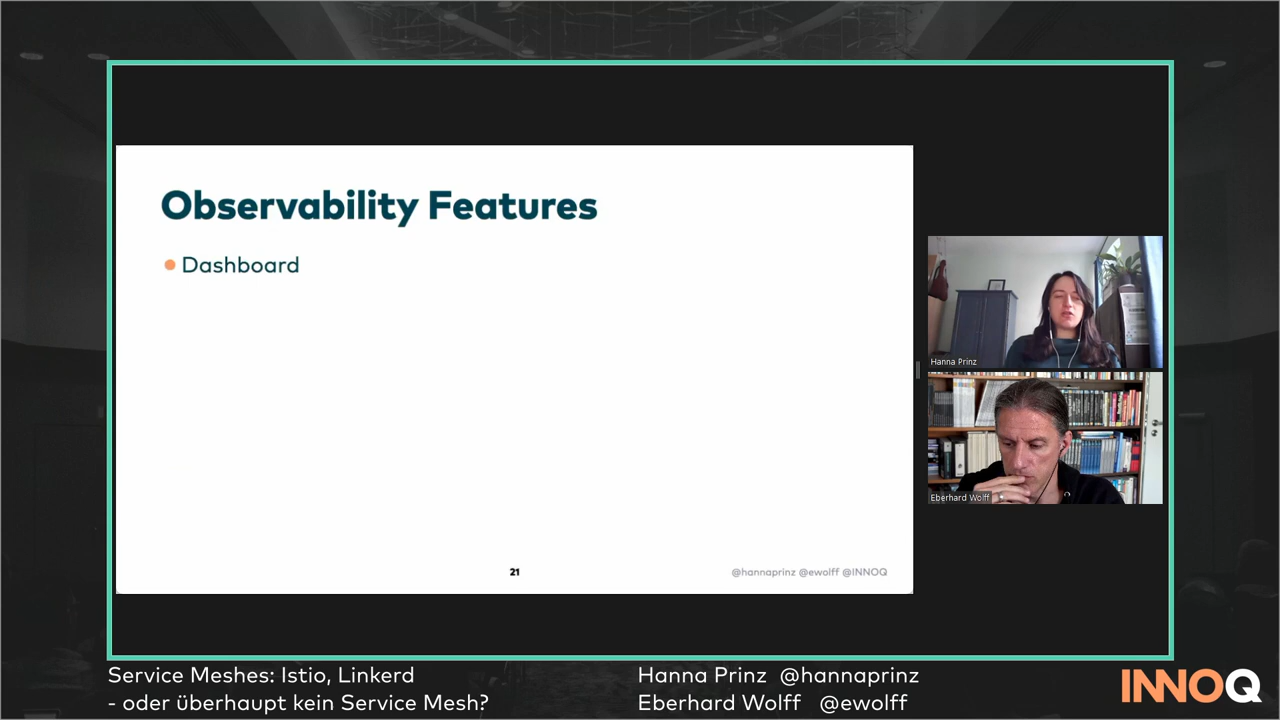 Observability Features
Dashboard
21
@hannaprinz @ewolff @INNOQ
Hanna Prinz
Eberhard Wolff
Service Meshes: Istio, Linkerd
- oder überhaupt kein Service Mesh?
Hanna Prinz @hannaprinz
Eberhard Wolff @ewolff
INNOQ